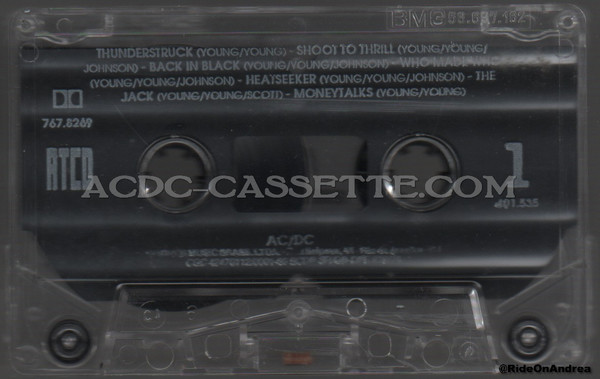 BMG
THUNDERSTRUCK (YOUNG/YOUNG) - SHOOT TO THRILL (YOUNG/YOUNG/
JOHNSON) - BACK IN BLACK (YOUNG/YOUNG/JOHNSON) - WHO MADE WHO
(YOUNG/YOUNG/JOHNSON) - HEATSEEKER (YOUNG/YOUNG/JOHNSON) - THE
JACK (YOUNG/YOUNG/SCOTT) - MONEYTALKS (YOUNG/YOUNG)
767.8269
ATCO
1
ACDC-CASSETTE.COM
401.535
AC/DC
@RideOnAndrea